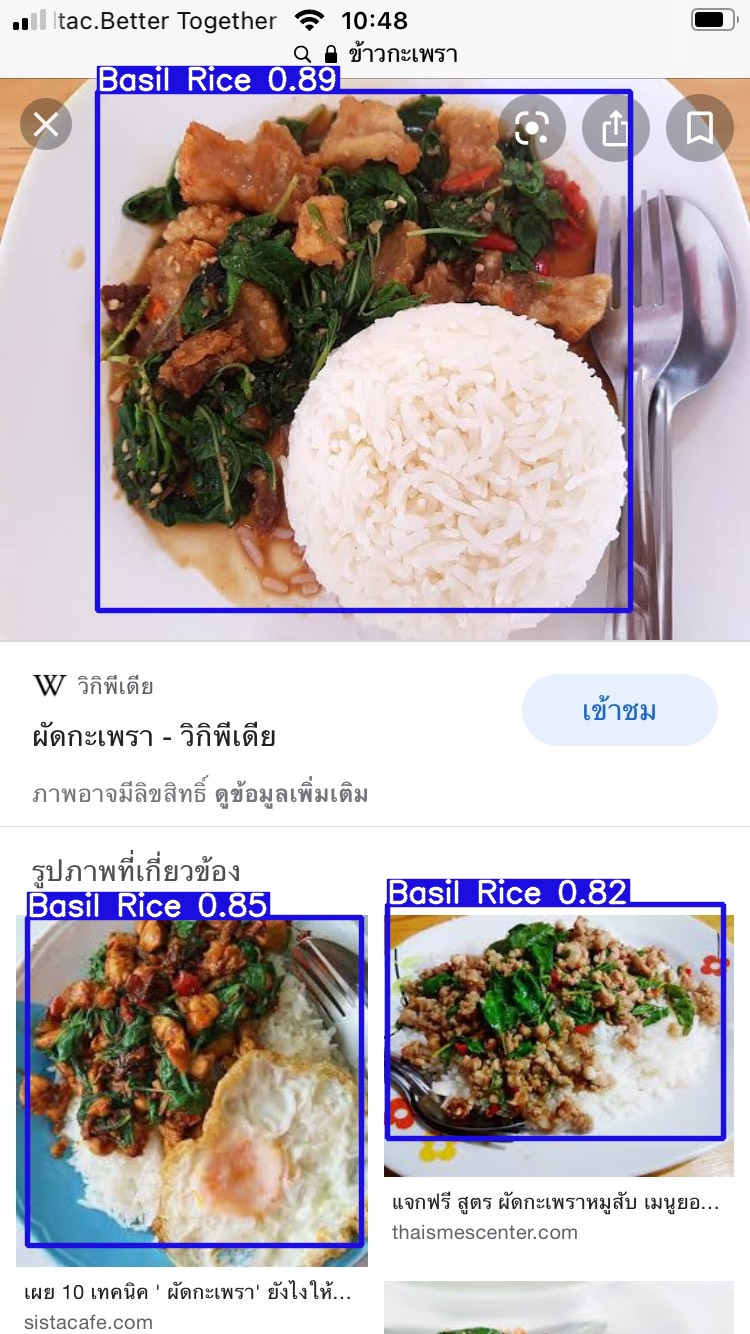 ltac.Better Together 10:48
ข้าวกะเพรา
Basil Rice 0.89
W วิกิพีเดีย
ผัดกะเพรา - วิกิพีเดีย
เข้าชม
ภาพอาจมีลิขสิทธิ์ ดูข้อมูลเพิ่มเติม
รูปภาพที่เกี่ยวข้อง
Basil Rice 0.85
Basil Rice 0.82
เผย 10 เทคนิค ' ผัดกะเพรา' ยังไงให้...
sistacafe.com
แจกฟรี สูตร ผัดกะเพราหมูสับ เมนูยอ...
thaismescenter.com